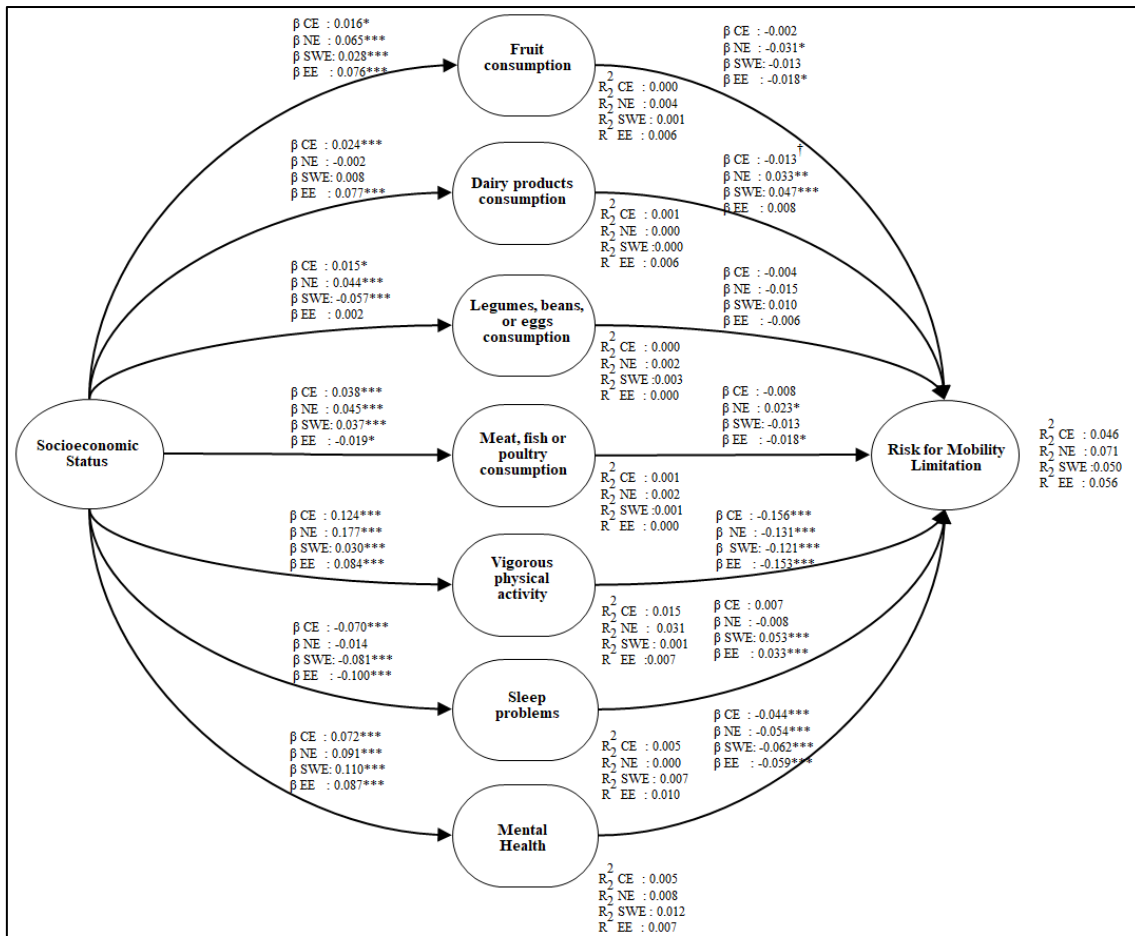 β CE : 0.016*
β NE : 0.065***
β SWE: 0.028***
β EE : 0.076***
Fruit
consumption
β CE : -0.002
β NE : -0.031*
β SWE: -0.013
β EE : -0.018*
R² CE : 0.000
R² NE : 0.004
R² SWE : 0.001
R² EE : 0.006
β CE : 0.024***
β NE : -0.002
β SWE: 0.008
β EE : 0.077***
Dairy products
consumption
β CE : -0.013†
β NE : 0.033**
β SWE: 0.047***
β EE : 0.008
R² CE : 0.001
R² NE : 0.000
R² SWE :0.000
R² EE : 0.006
β CE : 0.015*
β NE : 0.044***
β SWE: -0.057***
β EE : 0.002
Legumes, beans,
or eggs
consumption
β CE : -0.004
β NE : -0.015
β SWE: 0.010
β EE : -0.006
R² CE : 0.000
R² NE : 0.002
R² SWE :0.003
R² EE : 0.000
Socioeconomic
Status
β CE : 0.038***
β NE : 0.045***
β SWE: 0.037***
β EE : -0.019*
Meat, fish or
poultry
consumption
β CE : -0.008
β NE : 0.023*
β SWE: -0.013
β EE : -0.018*
R² CE : 0.001
R² NE : 0.002
R² SWE :0.001
R² EE : 0.000
Risk for Mobility
Limitation
R² CE : 0.046
R² NE : 0.071
R² SWE :0.050
R² EE : 0.056
β CE : 0.124***
β NE : 0.177***
β SWE: 0.030***
β EE : 0.084***
Vigorous
physical
activity
β CE : -0.156***
β NE : -0.131***
β SWE: -0.121***
β EE : -0.153***
R² CE : 0.015
R² NE : 0.031
R² SWE : 0.001
R² EE :0.007
β CE : -0.070***
β NE : -0.014
β SWE: -0.081***
β EE : -0.100***
Sleep
problems
β CE : 0.007
β NE : -0.008
β SWE: 0.053***
β EE : 0.033***
R² CE : 0.005
R² NE : 0.000
R² SWE : 0.007
R² EE : 0.010
β CE : 0.072***
β NE : 0.091***
β SWE: 0.110***
β EE : 0.087***
Mental
Health
β CE : -0.044***
β NE : -0.054***
β SWE: -0.062***
β EE : -0.059***
R² CE : 0.005
R² NE : 0.008
R² SWE : 0.012
R² EE : 0.007